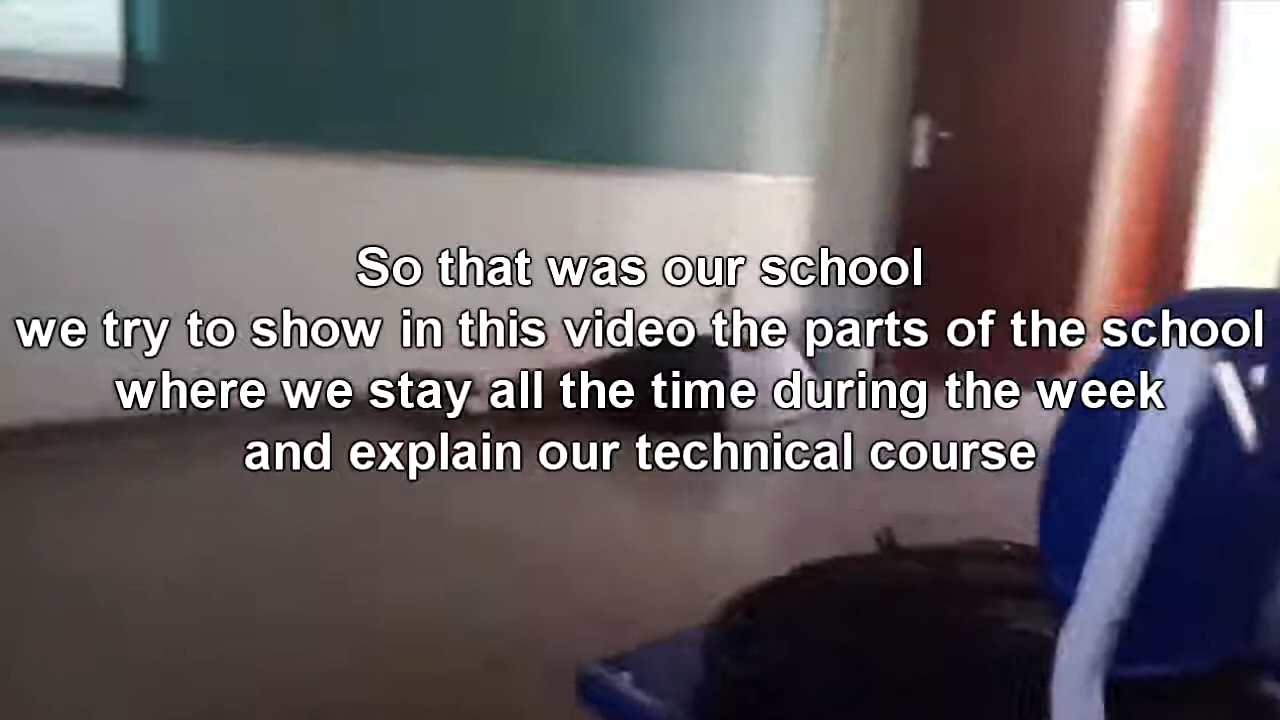 So that was our school
we try to show in this video the parts of the school
where we stay all the time during the week
and explain our technical course